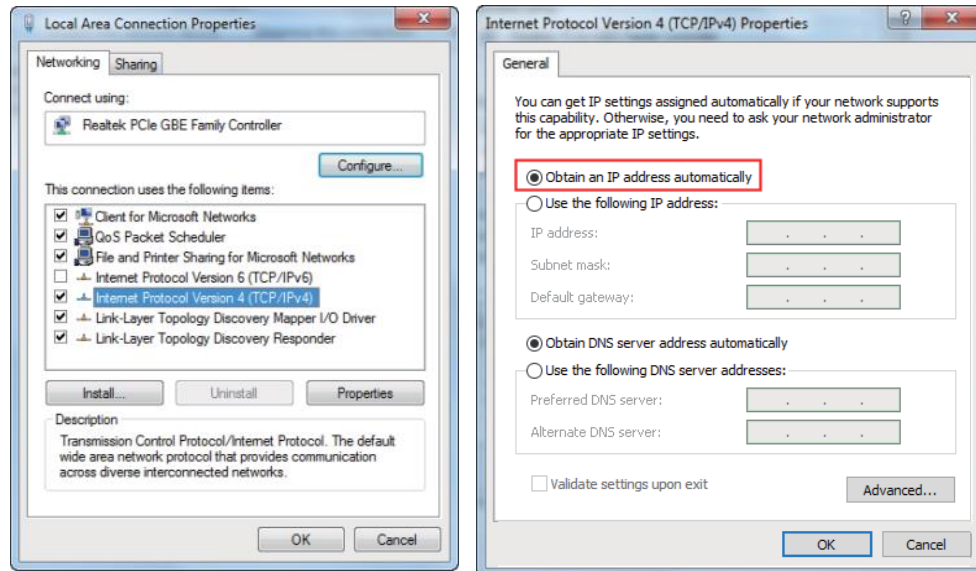 Local Area Connection Properties
Networking
Sharing
Connect using:
Realtek PCIe GBE Family Controller
Configure...
This connection uses the following items:
Client for Microsoft Networks
QoS Packet Scheduler
File and Printer Sharing for Microsoft Networks
Internet Protocol Version 6 (TCP/IPv6)
Internet Protocol Version 4 (TCP/IPv4)
Link-Layer Topology Discovery Mapper I/O Driver
Link-Layer Topology Discovery Responder
Install...
Uninstall
Properties
Description
Transmission Control Protocol/Internet Protocol. The default
wide area network protocol that provides communication
across diverse interconnected networks.
OK
Cancel
Internet Protocol Version 4 (TCP/IPv4) Properties
General
You can get IP settings assigned automatically if your network supports
this capability. Otherwise, you need to ask your network administrator
for the appropriate IP settings.
Obtain an IP address automatically
Use the following IP address:
IP address:
Subnet mask:
Default gateway:
Obtain DNS server address automatically
Use the following DNS server addresses:
Preferred DNS server:
Alternate DNS server:
Validate settings upon exit
Advanced...
OK
Cancel